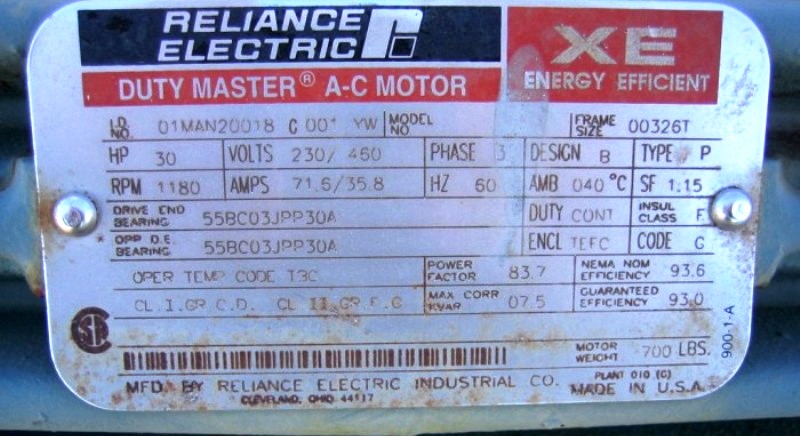 RELIANCE
ELECTRIC
XE
DUTY MASTER® A-C MOTOR
ENERGY EFFICIENT
I.D. NO. 01MAN20018 C 001 YW MODEL NO FRAME SIZE 00326T
HP 30 VOLTS 230/ 460 PHASE 3 DESIGN B TYPE P
RPM 1180 AMPS 71.6/35.8 HZ 60 AMB 040 °C SF 1.15
DRIVE END BEARING 55BC03JPP30A DUTY CONT INSUL CLASS F
* OPP D.E. BEARING 55BC03JPP30A ENCL TEFC CODE G
OPER TEMP CODE T3C POWER FACTOR 83.7 NEMA NOM EFFICIENCY 93.6
CL.I.GR C.D. CL II.GR.F.G MAX CORR KVAR 07.5 GUARANTEED EFFICIENCY 93.0
SA
MOTOR WEIGHT 700 LBS.
900-1-A
MFD. BY RELIANCE ELECTRIC INDUSTRIAL CO.
CLEVELAND, OHIO 44117
PLANT 010 (G)
MADE IN U.S.A.